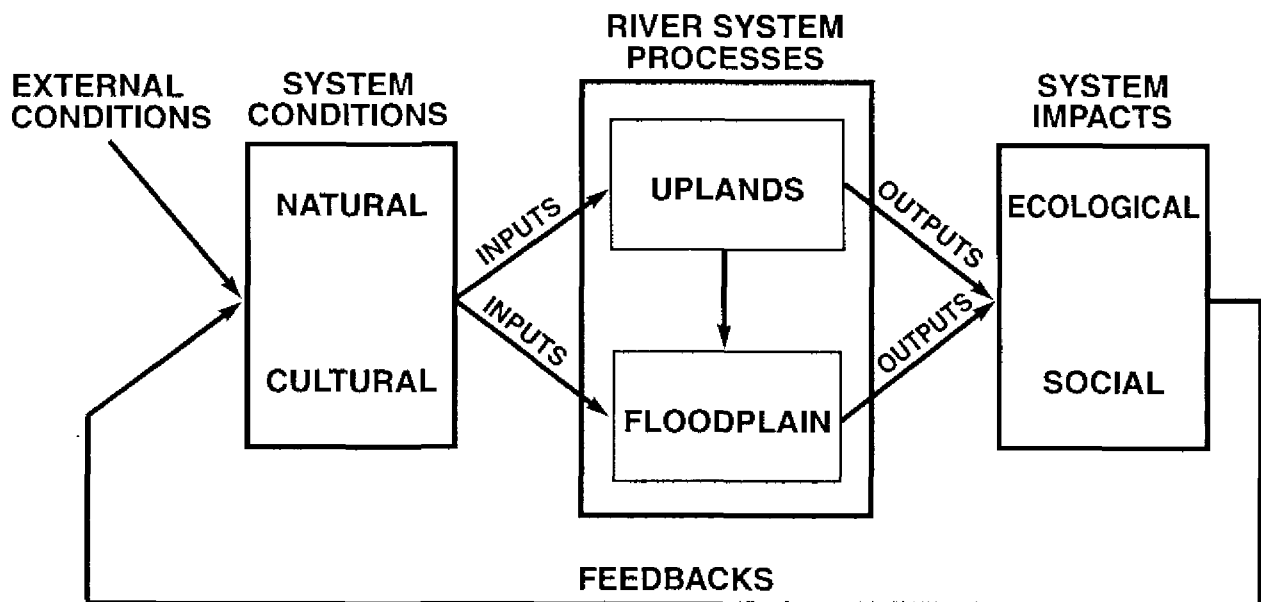 EXTERNAL
CONDITIONS
SYSTEM
CONDITIONS
NATURAL
CULTURAL
INPUTS
INPUTS
RIVER SYSTEM
PROCESSES
UPLANDS
FLOODPLAIN
OUTPUTS
OUTPUTS
SYSTEM
IMPACTS
ECOLOGICAL
SOCIAL
FEEDBACKS